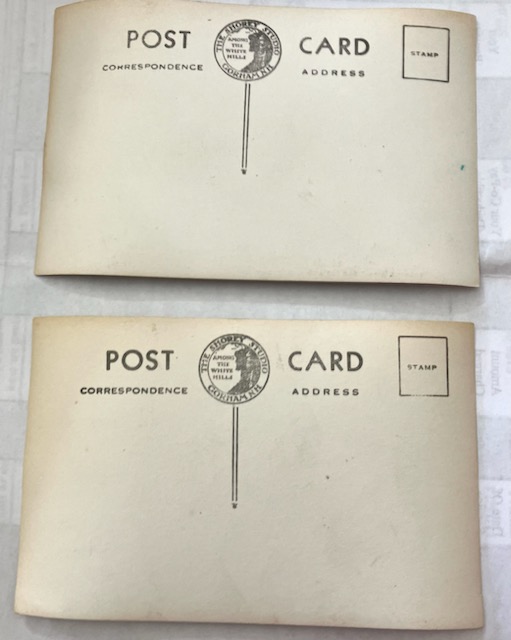 POST CARD
THE SHOREY STUDIO
AMONG
THE
WHITE
HILLS
GORHAM N.H.
STAMP
CORRESPONDENCE
ADDRESS
POST CARD
THE SHOREY STUDIO
AMONG
THE
WHITE
HILLS
GORHAM N.H.
STAMP
CORRESPONDENCE
ADDRESS